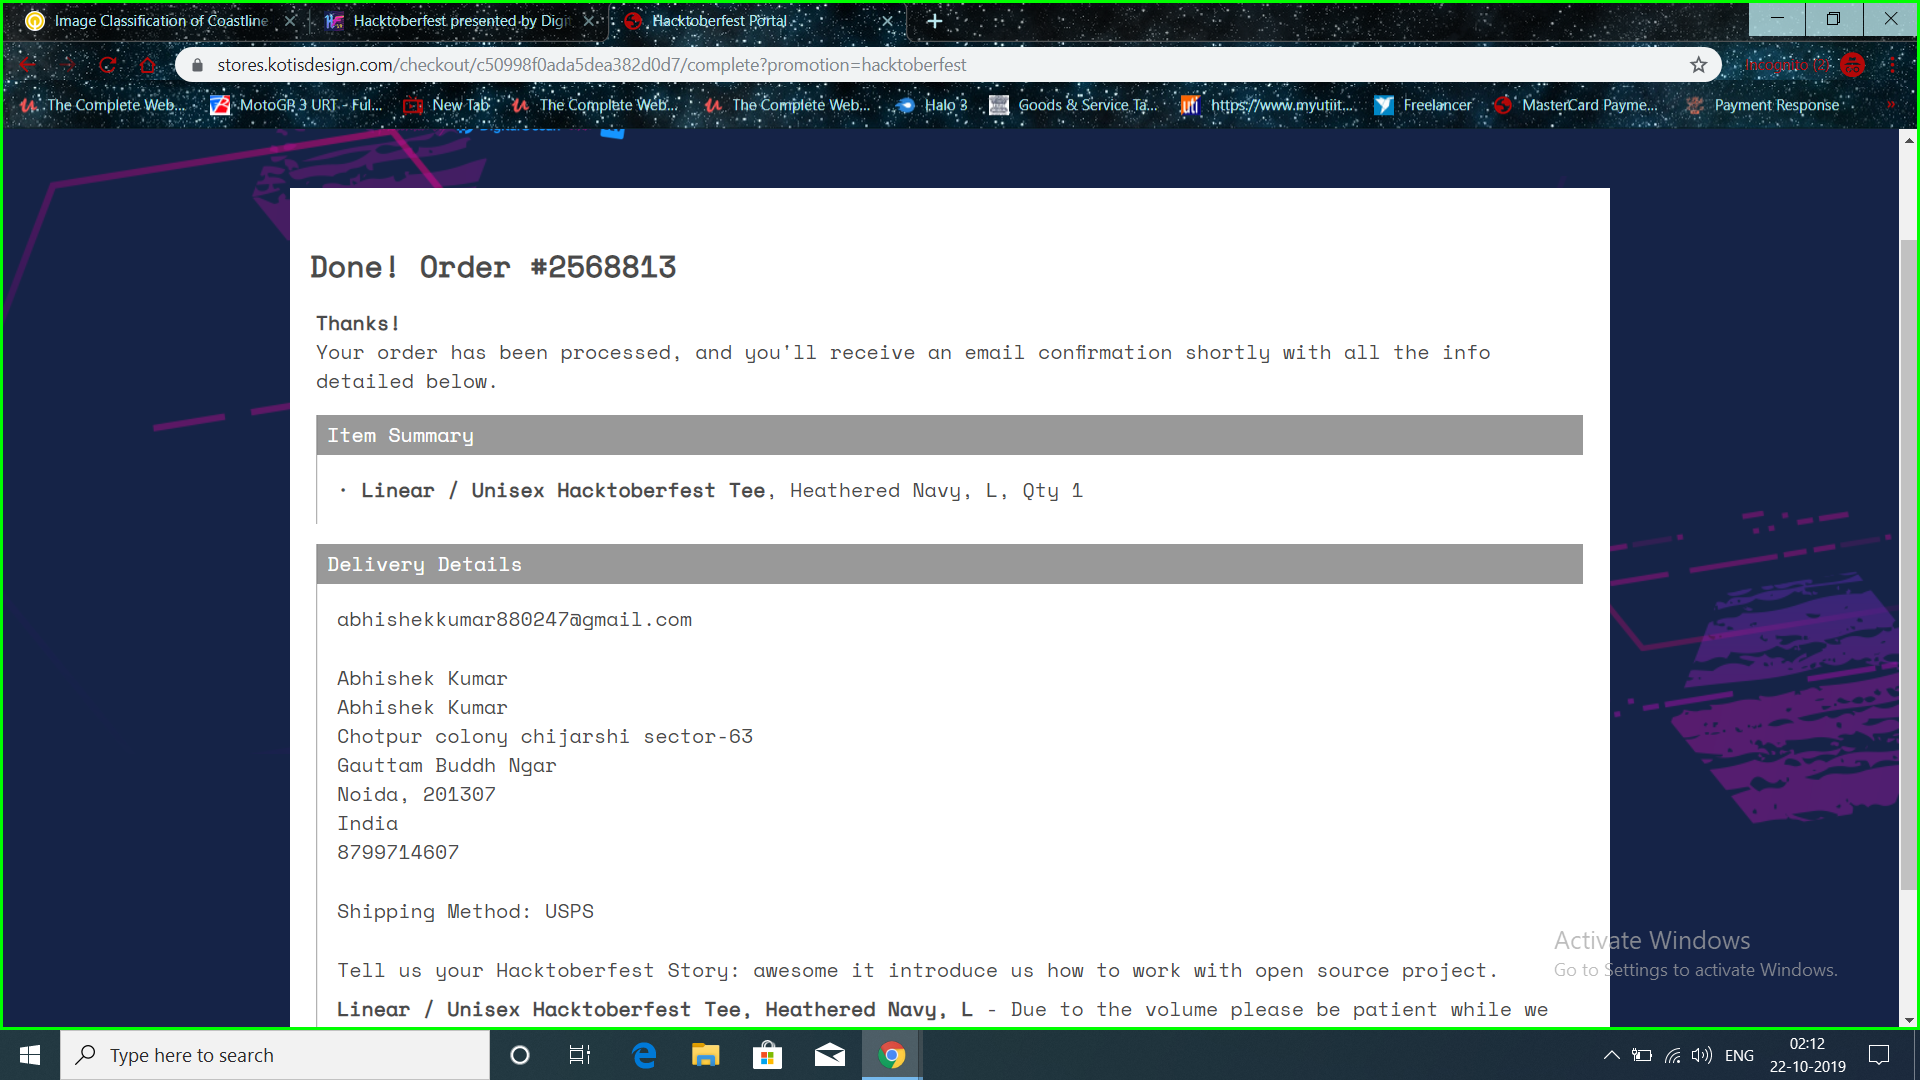 Image Classification of Coastline
Hacktoberfest presented by Digi
Hacktoberfest Portal
stores.kotisdesign.com/checkout/c50998f0ada5dea382d0d7/complete?promotion=hacktoberfest
Incognito (2)
The Complete Web...
MotoGP 3 URT - Ful...
New Tab
The Complete Web...
The Complete Web...
Halo 3
Goods & Service Ta...
https://www.myutiit...
Freelancer
MasterCard Payme...
Payment Response
Done! Order #2568813
Thanks!
Your order has been processed, and you'll receive an email confirmation shortly with all the info
detailed below.
Item Summary
· Linear / Unisex Hacktoberfest Tee, Heathered Navy, L, Qty 1
Delivery Details
abhishekkumar880247@gmail.com
Abhishek Kumar
Abhishek Kumar
Chotpur colony chijarshi sector-63
Gauttam Buddh Ngar
Noida, 201307
India
8799714607
Shipping Method: USPS
Tell us your Hacktoberfest Story: awesome it introduce us how to work with open source project.
Linear / Unisex Hacktoberfest Tee, Heathered Navy, L - Due to the volume please be patient while we
Activate Windows
Go to Settings to activate Windows.
Type here to search
ENG
02:12
22-10-2019